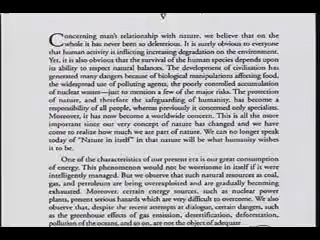 V
Concerning man's relationship with nature, we believe that on the
whole it has never been so deleterious. It is surely obvious to everyone
that human activity is inflicting increasing degradation on the environment.
Yet, it is also obvious that the survival of the human species depends upon
its ability to respect natural balances. The development of civilisation has
generated many dangers because of biological manipulations affecting food,
the widespread use of polluting agents, the poorly controlled accumulation
of nuclear wastes—just to mention a few of the major risks. The protection
of nature, and therefore the safeguarding of humanity, has become a
responsibility of all people, whereas previously it concerned only specialists.
Moreover, it has now become a worldwide concern. This is all the more
important since our very concept of nature has changed and we have
come to realize how much we are part of nature. We can no longer speak
today of "Nature in itself" in that nature will be what humanity wishes
it to be.
One of the characteristics of our present era is our great consumption
of energy. This phenomenon would not be worrisome in itself if it were
intelligently managed. But we observe that such natural resources as coal,
gas, and petroleum are being overexploited and are gradually becoming
exhausted. Moreover, certain energy sources, such as nuclear power
plants, present serious hazards which are very difficult to overcome. We also
observe that, despite the recent attempts at dialogue, certain dangers, such
as the greenhouse effects of gas emission, desertification, deforestation,
pollution of the oceans, and so on, are not the object of adequate